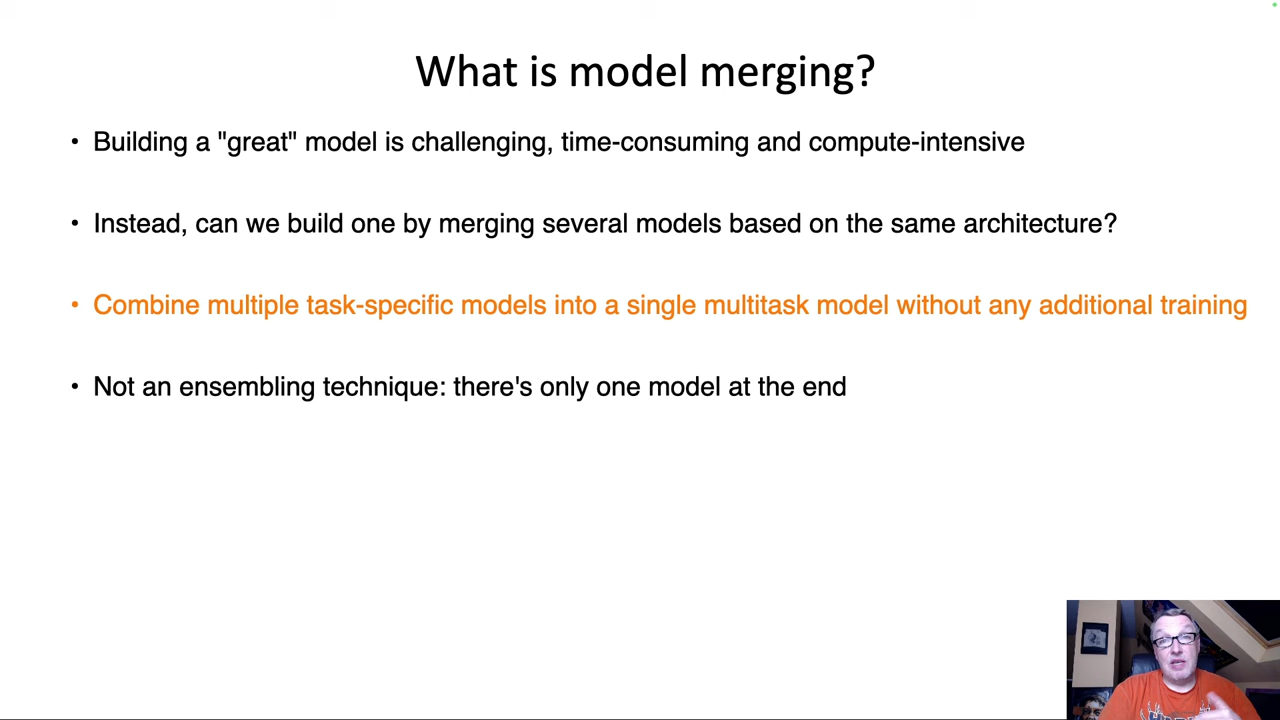 What is model merging?
• Building a "great" model is challenging, time-consuming and compute-intensive
• Instead, can we build one by merging several models based on the same architecture?
• Combine multiple task-specific models into a single multitask model without any additional training
• Not an ensembling technique: there's only one model at the end